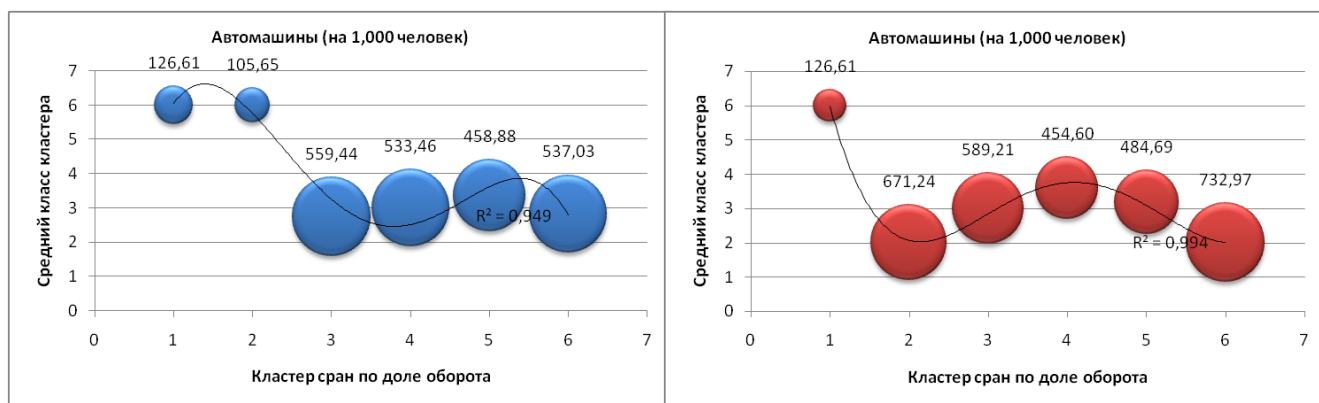 Автомашины (на 1,000 человек)
126,61
105,65
559,44
533,46
458,88
537,03
R² = 0,949
7
6
5
4
3
2
1
0
0 1 2 3 4 5 6 7
Средний класс кластера
Кластер сран по доле оборота
Автомашины (на 1,000 человек)
126,61
671,24
589,21
454,60
484,69
732,97
R² = 0,994
7
6
5
4
3
2
1
0
0 1 2 3 4 5 6 7
Средний класс кластера
Кластер сран по доле оборота